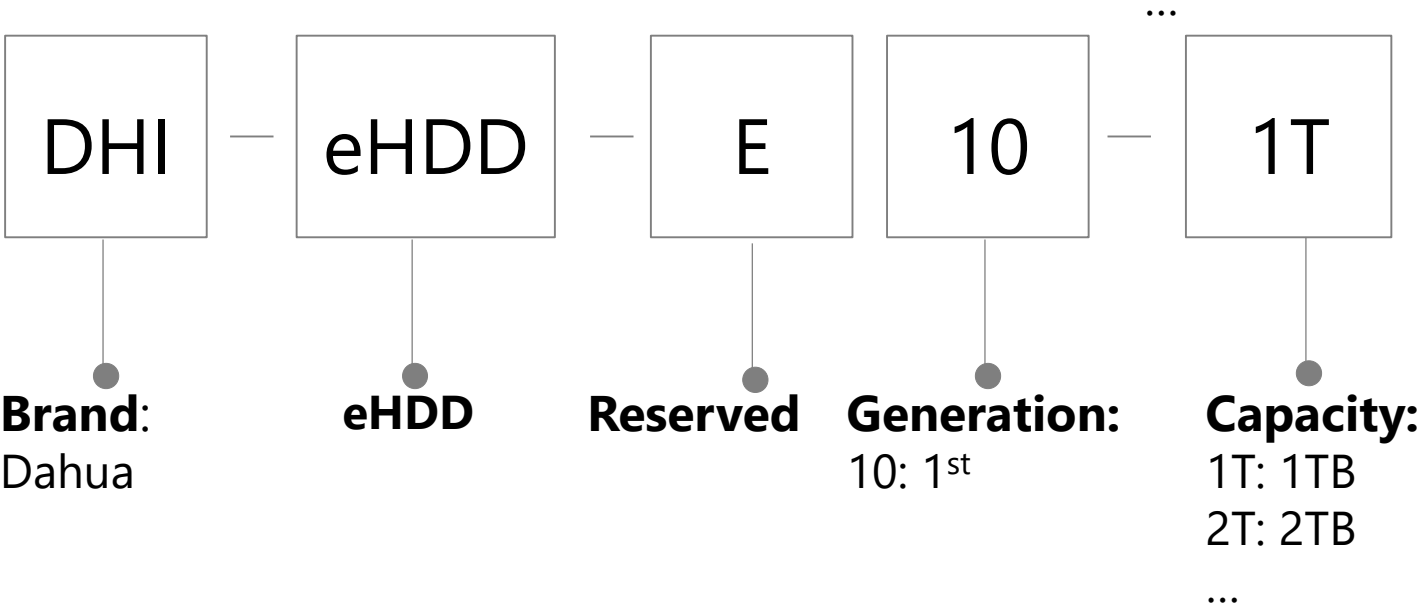 ...
DHI — eHDD — E 10 — 1T
Brand: eHDD Reserved Generation: Capacity:
Dahua 10: 1st 1T: 1TB
2T: 2TB
...